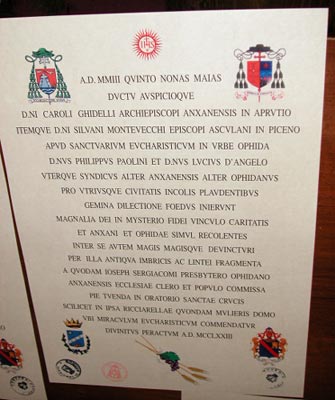 IHS
A.D. MMIII QVINTO NONAS MAIAS
DVCTV AVSPICIOQVE
D.NI CAROLI GHIDELLI ARCHIEPISCOPI ANXANENSIS IN APRVTIO
ITEMQVE D.NI SILVANI MONTEVECCHI EPISCOPI ASCVLANI IN PICENO
APVD SANCTVARIVM EVCHARISTICVM IN VRBE OPHIDA
D.NVS PHILIPPVS PAOLINI ET D.NVS LVCIVS D'ANGELO
VTERQVE SYNDICVS ALTER ANXANENSIS ALTER OPHIDANVS
PRO VTRIVSQVE CIVITATIS INCOLIS PLAVDENTIBVS
GEMINA DILECTIONE FOEDVS INIERVNT
MAGNALIA DEI IN MYSTERIO FIDEI VINCVLO CARITATIS
ET ANXANI ET OPHIDAE SIMVL RECOLENTES
INTER SE AVTEM MAGIS MAGISQVE DEVINCTVRI
PER ILLA ANTIQVA IMBRICIS AC LINTEI FRAGMENTA
A QVODAM IOSEPH SERGIACOMI PRESBYTERO OPHIDANO
ANXANENSIS ECCLESIAE CLERO ET POPVLO COMMISSA
PIE TVENDA IN ORATORIO SANCTAE CRVCIS
SCILICET IN IPSA RICCIARELLAE QVONDAM MVLIERIS DOMO
VBI MIRACVLVM EVCHARISTICVM COMMENDATVR
DIVINITVS PERACTVM A.D. MCCLXXIII